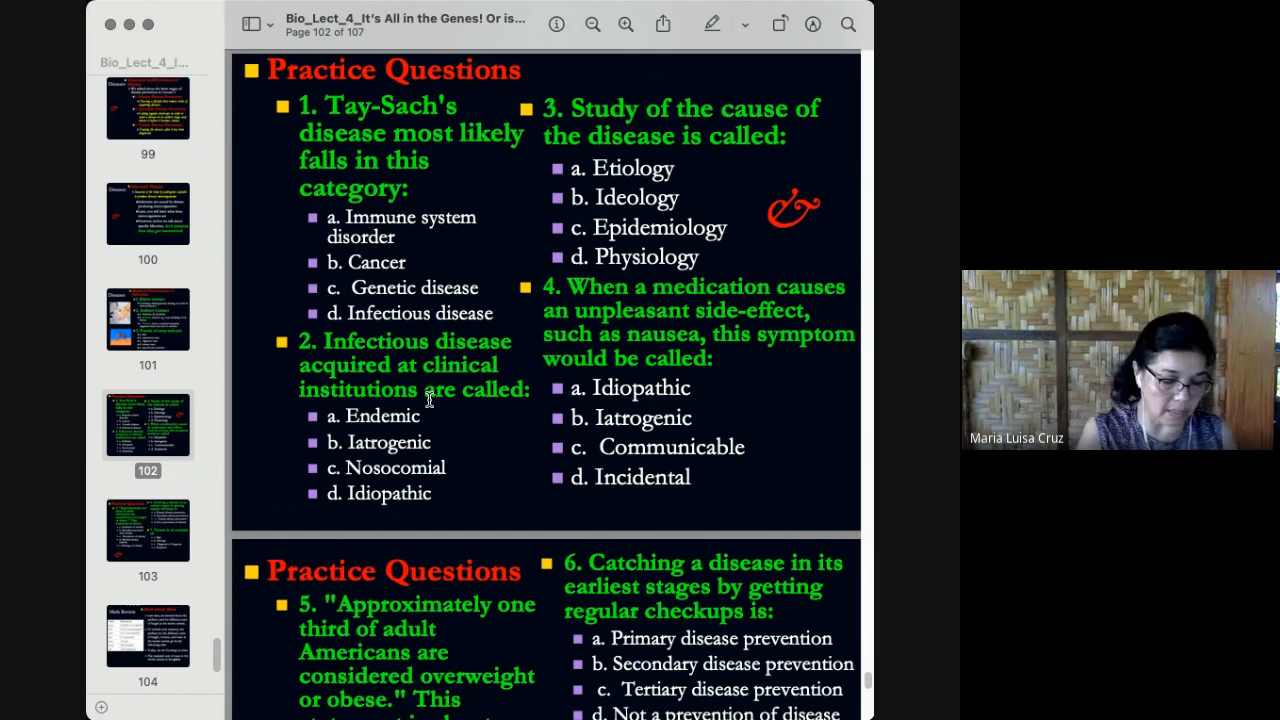 Bio_Lect_4_It's All in the Genes! Or is...
Page 102 of 107
Bio_Lect_4_I...
99
100
101
102
103
104
Practice Questions
1. Tay-Sach's
disease most likely
falls in this
category:
a. Immune system
disorder
b. Cancer
c. Genetic disease
d. Infectious disease
2. Infectious disease
acquired at clinical
institutions are called:
a. Endemic
b. Iatrogenic
c. Nosocomial
d. Idiopathic
3. Study of the cause of
the disease is called:
a. Etiology
b. Ideology
c. Epidemiology
d. Physiology
&
4. When a medication causes
an unpleasant side-effect,
such as nausea, this symptom
would be called:
a. Idiopathic
b. Iatrogenic
c. Communicable
d. Incidental
Practice Questions
5. "Approximately one
third of adult
Americans are
considered overweight
or obese." This
6. Catching a disease in its
earliest stages by getting
regular checkups is:
a. Primary disease prevention
b. Secondary disease prevention
c. Tertiary disease prevention
d. Not a prevention of disease
Maria Luisa Cruz